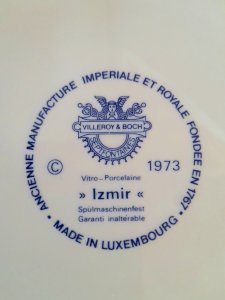 ANCIENNE MANUFACTURE IMPERIALE ET ROYALE FONDEE EN 1767 •
VILLEROY & BOCH
SEPTFONTAINES
© 1973
Vitro-Porcelaine
» Izmir «
Spülmaschinenfest
Garanti inaltérable
• MADE IN LUXEMBOURG •